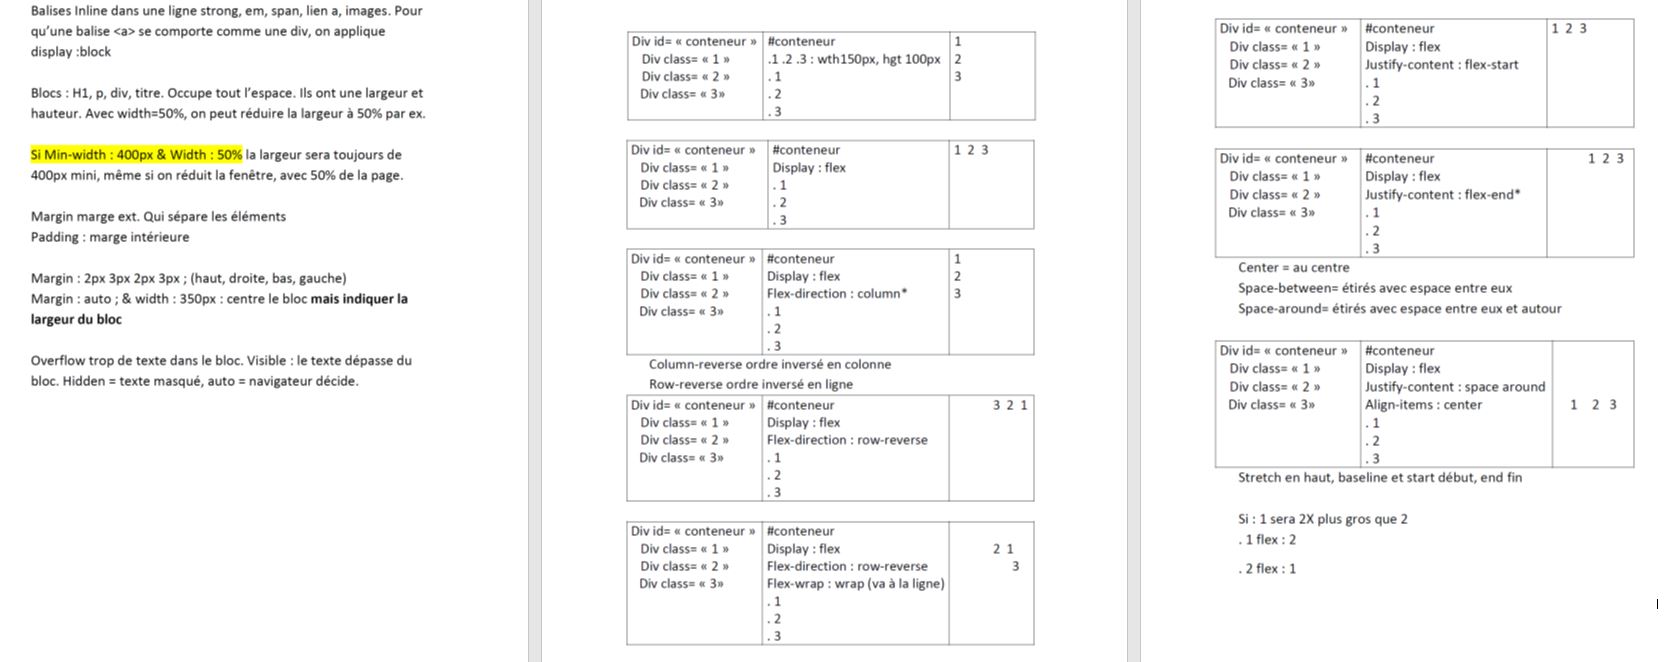 Balises Inline dans une ligne strong, em, span, lien a, images. Pour
qu'une balise <a> se comporte comme une div, on applique
display :block
Blocs : H1, p, div, titre. Occupe tout l'espace. Ils ont une largeur et
hauteur. Avec width=50%, on peut réduire la largeur à 50% par ex.
Si Min-width : 400px & Width : 50% la largeur sera toujours de
400px mini, même si on réduit la fenêtre, avec 50% de la page.
Margin marge ext. Qui sépare les éléments
Padding : marge intérieure
Margin : 2px 3px 2px 3px ; (haut, droite, bas, gauche)
Margin : auto ; & width : 350px : centre le bloc mais indiquer la
largeur du bloc
Overflow trop de texte dans le bloc. Visible : le texte dépasse du
bloc. Hidden = texte masqué, auto = navigateur décide.
Div id= « conteneur » #conteneur 1
Div class= « 1 » .1 .2 .3 : wth150px, hgt 100px 2
Div class= « 2 » . 1 3
Div class= « 3» . 2
. 3
Div id= « conteneur » #conteneur 1 2 3
Div class= « 1 » Display : flex
Div class= « 2 » . 1
Div class= « 3» . 2
. 3
Div id= « conteneur » #conteneur 1
Div class= « 1 » Display : flex 2
Div class= « 2 » Flex-direction : column* 3
Div class= « 3» . 1
. 2
. 3
Column-reverse ordre inversé en colonne
Row-reverse ordre inversé en ligne
Div id= « conteneur » #conteneur 3 2 1
Div class= « 1 » Display : flex
Div class= « 2 » Flex-direction : row-reverse
Div class= « 3» . 1
. 2
. 3
Div id= « conteneur » #conteneur
Div class= « 1 » Display : flex 2 1
Div class= « 2 » Flex-direction : row-reverse 3
Div class= « 3» Flex-wrap : wrap (va à la ligne)
. 1
. 2
. 3
Div id= « conteneur » #conteneur 1 2 3
Div class= « 1 » Display : flex
Div class= « 2 » Justify-content : flex-start
Div class= « 3» . 1
. 2
. 3
Div id= « conteneur » #conteneur 1 2 3
Div class= « 1 » Display : flex
Div class= « 2 » Justify-content : flex-end*
Div class= « 3» . 1
. 2
. 3
Center = au centre
Space-between= étirés avec espace entre eux
Space-around= étirés avec espace entre eux et autour
Div id= « conteneur » #conteneur
Div class= « 1 » Display : flex
Div class= « 2 » Justify-content : space around
Div class= « 3» Align-items : center 1 2 3
. 1
. 2
. 3
Stretch en haut, baseline et start début, end fin
Si : 1 sera 2X plus gros que 2
. 1 flex : 2
. 2 flex : 1